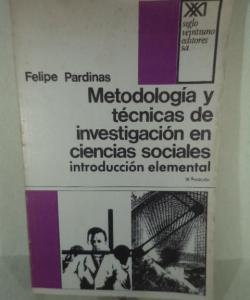 siglo
veintiuno
editores
sa
Felipe Pardinas
Metodología y
técnicas de
investigación en
ciencias sociales
introducción elemental